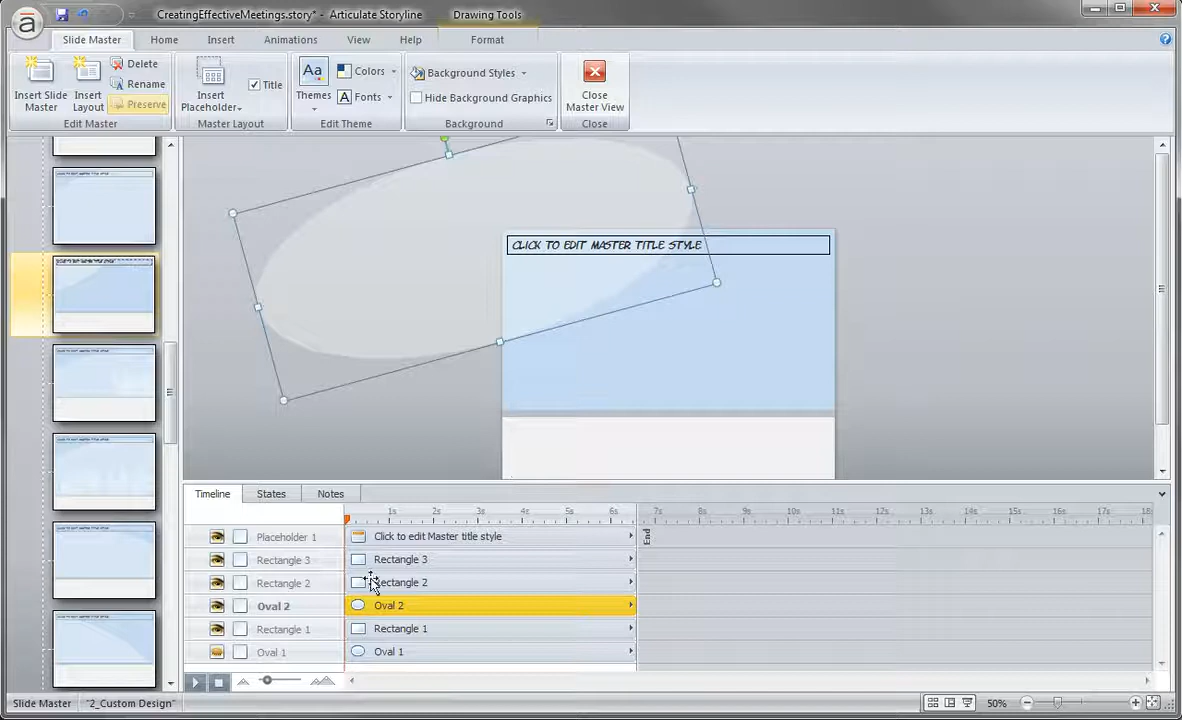 CreatingEffectiveMeetings.story* - Articulate Storyline
Drawing Tools
Slide Master Home Insert Animations View Help Format
Insert Slide Master
Insert Layout
Delete
Rename
Preserve
Edit Master
Insert Placeholder
Title
Master Layout
Themes
Colors
Fonts
Edit Theme
Background Styles
Hide Background Graphics
Background
Close Master View
Close
CLICK TO EDIT MASTER TITLE STYLE
Timeline States Notes
1s 2s 3s 4s 5s 6s 7s 8s 9s 10s 11s 12s 13s 14s 15s 16s 17s 18s
End
Placeholder 1 Click to edit Master title style
Rectangle 3 Rectangle 3
Rectangle 2 Rectangle 2
Oval 2 Oval 2
Rectangle 1 Rectangle 1
Oval 1 Oval 1
Slide Master "2_Custom Design" 50%